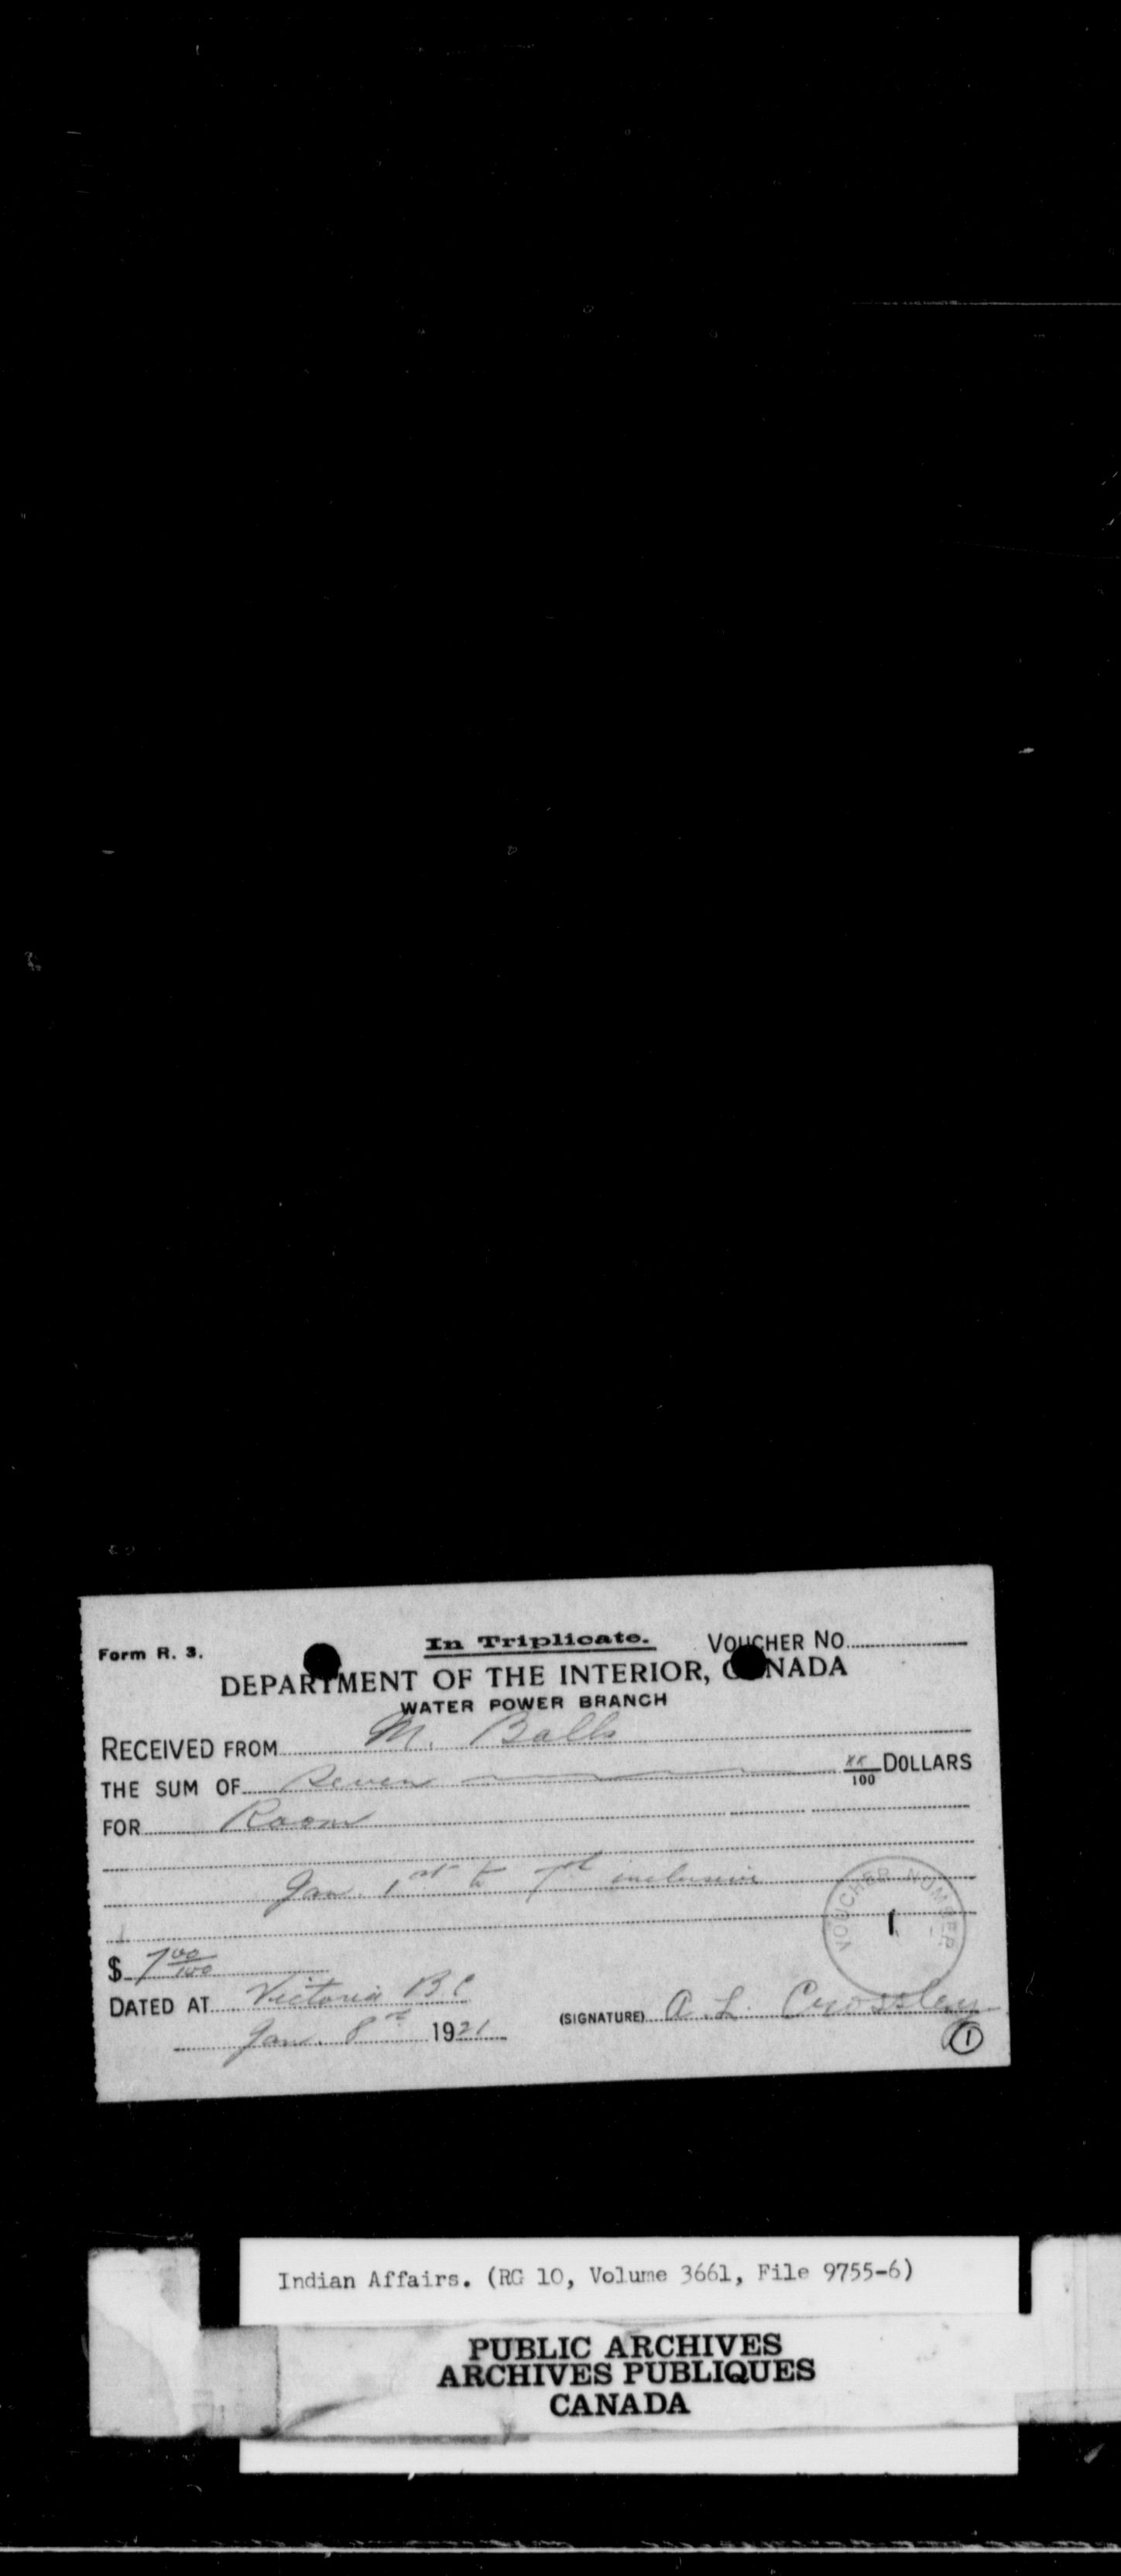 Form R. 3.
In Triplicate.
VOUCHER NO
DEPARTMENT OF THE INTERIOR, CANADA
WATER POWER BRANCH
RECEIVED FROM M. Balls
THE SUM OF Seven xx/100 DOLLARS
FOR Room
Jan. 1st to 7th inclusive
VOUCHER NUMBER
1
$ 7 00/100
DATED AT Victoria B.C
Jan. 8th 1921
(SIGNATURE) A. L. Crossley
1
Indian Affairs. (RG 10, Volume 3661, File 9755-6)
PUBLIC ARCHIVES
ARCHIVES PUBLIQUES
CANADA